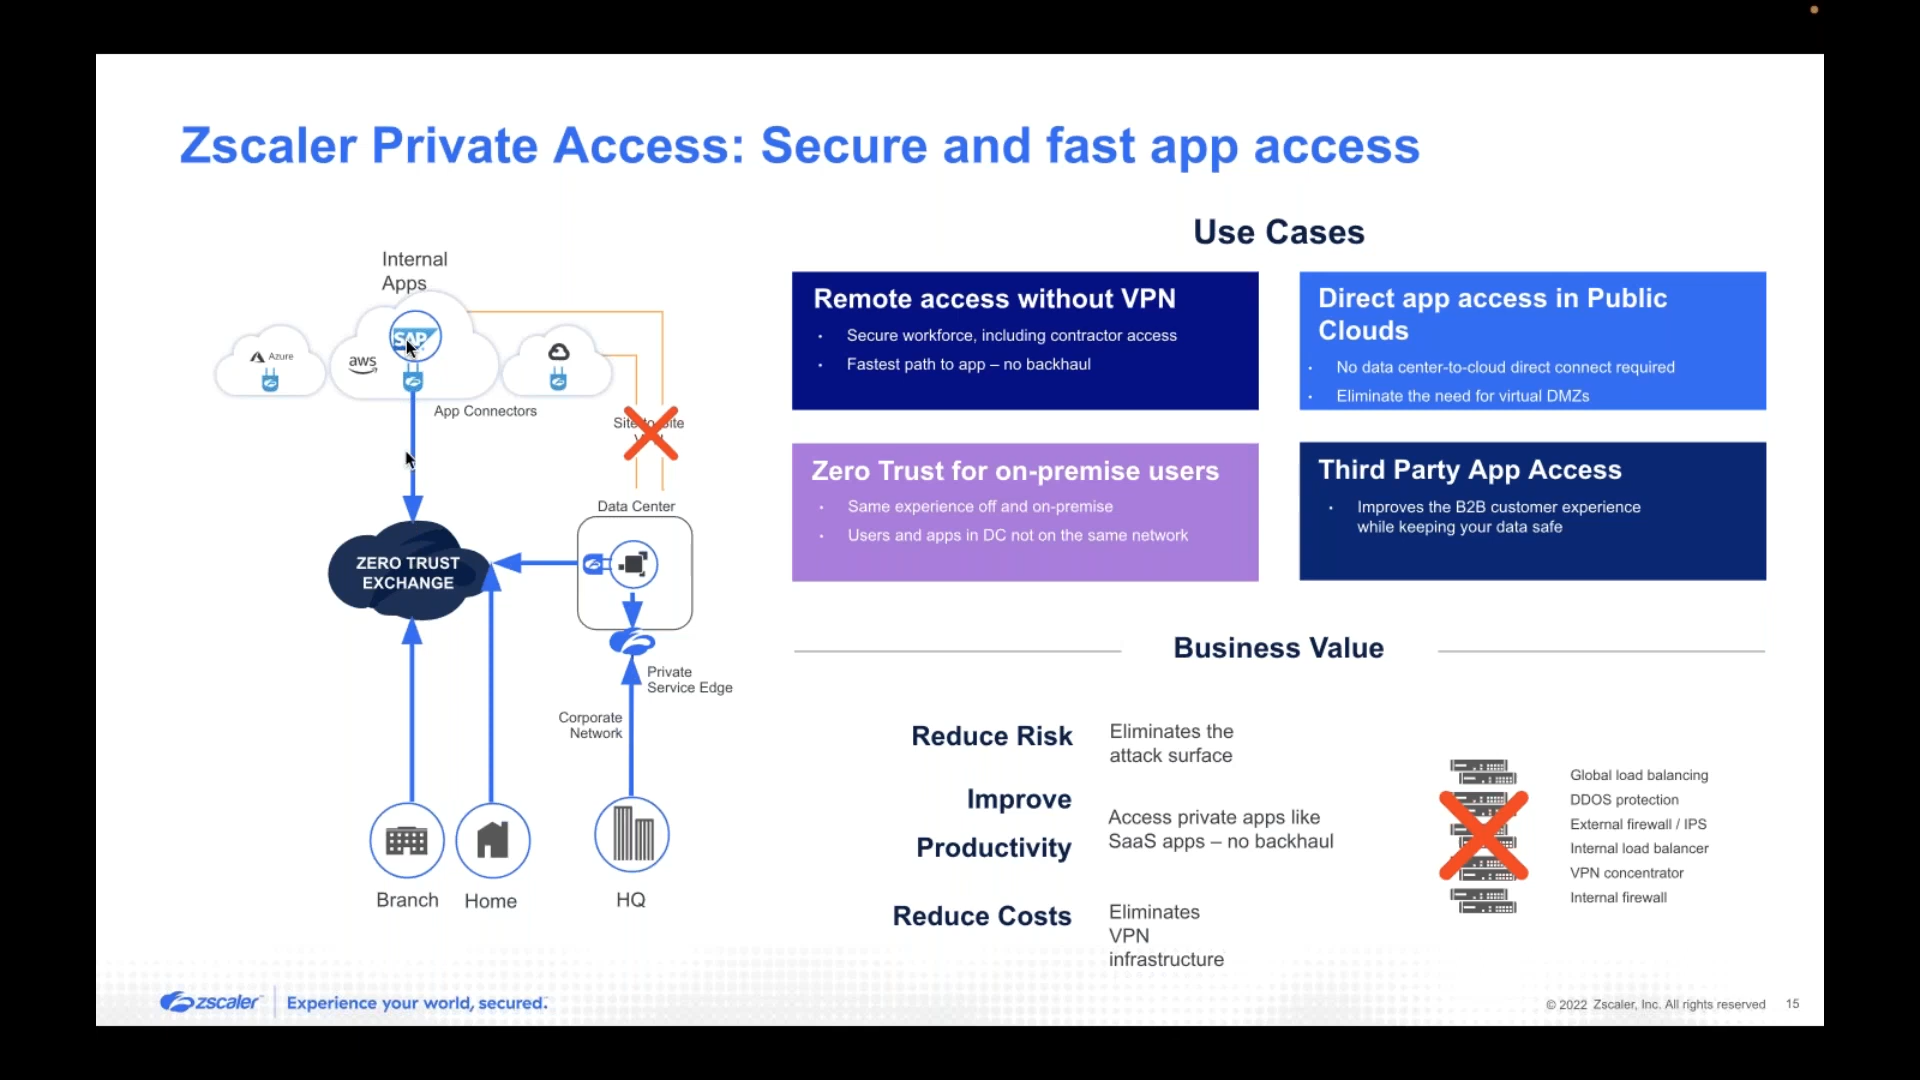 Zscaler Private Access: Secure and fast app access
Internal
Apps
Azure
aws
SAP
App Connectors
Site-to-Site
Data Center
ZERO TRUST
EXCHANGE
Private
Service Edge
Corporate
Network
Branch
Home
HQ
Use Cases
Remote access without VPN
• Secure workforce, including contractor access
• Fastest path to app – no backhaul
Direct app access in Public
Clouds
• No data center-to-cloud direct connect required
• Eliminate the need for virtual DMZs
Zero Trust for on-premise users
• Same experience off and on-premise
• Users and apps in DC not on the same network
Third Party App Access
• Improves the B2B customer experience
while keeping your data safe
Business Value
Reduce Risk
Eliminates the
attack surface
Improve
Productivity
Access private apps like
SaaS apps – no backhaul
Reduce Costs
Eliminates
VPN
infrastructure
Global load balancing
DDOS protection
External firewall / IPS
Internal load balancer
VPN concentrator
Internal firewall
zscaler™
Experience your world, secured.™
© 2022 Zscaler, Inc. All rights reserved 15